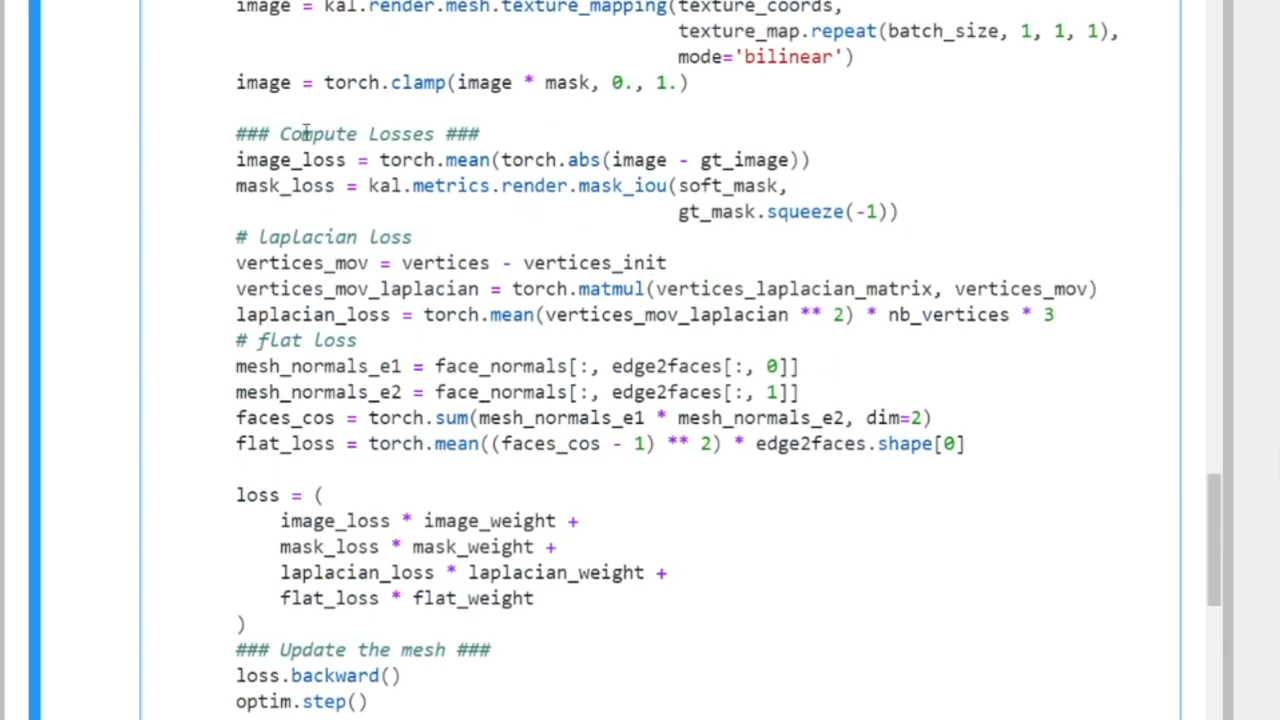 image = kal.render.mesh.texture_mapping(texture_coords,
texture_map.repeat(batch_size, 1, 1, 1),
mode='bilinear')
image = torch.clamp(image * mask, 0., 1.)
### Compute Losses ###
image_loss = torch.mean(torch.abs(image - gt_image))
mask_loss = kal.metrics.render.mask_iou(soft_mask,
gt_mask.squeeze(-1))
# laplacian loss
vertices_mov = vertices - vertices_init
vertices_mov_laplacian = torch.matmul(vertices_laplacian_matrix, vertices_mov)
laplacian_loss = torch.mean(vertices_mov_laplacian ** 2) * nb_vertices * 3
# flat loss
mesh_normals_e1 = face_normals[:, edge2faces[:, 0]]
mesh_normals_e2 = face_normals[:, edge2faces[:, 1]]
faces_cos = torch.sum(mesh_normals_e1 * mesh_normals_e2, dim=2)
flat_loss = torch.mean((faces_cos - 1) ** 2) * edge2faces.shape[0]
loss = (
image_loss * image_weight +
mask_loss * mask_weight +
laplacian_loss * laplacian_weight +
flat_loss * flat_weight
)
### Update the mesh ###
loss.backward()
optim.step()